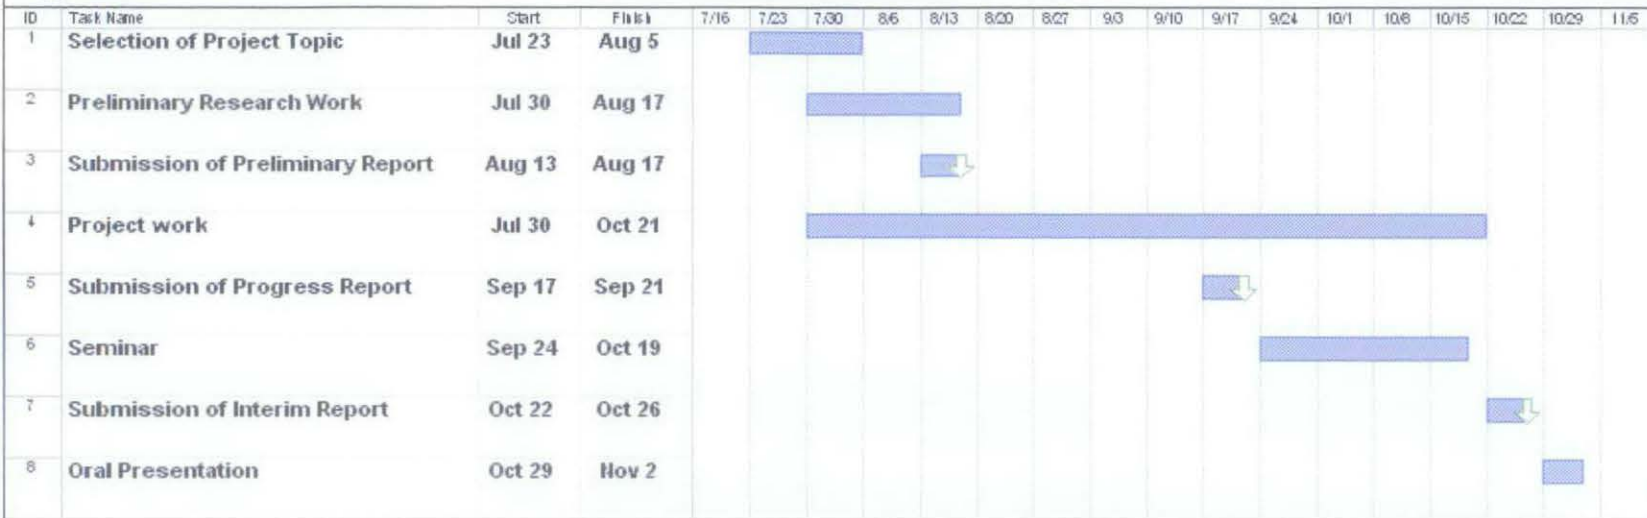 ID Task Name Start Finish 7/16 7/23 7/30 8/6 8/13 8/20 8/27 9/3 9/10 9/17 9/24 10/1 10/8 10/15 10/22 10/29 11/5
1 Selection of Project Topic Jul 23 Aug 5
2 Preliminary Research Work Jul 30 Aug 17
3 Submission of Preliminary Report Aug 13 Aug 17
4 Project work Jul 30 Oct 21
5 Submission of Progress Report Sep 17 Sep 21
6 Seminar Sep 24 Oct 19
7 Submission of Interim Report Oct 22 Oct 26
8 Oral Presentation Oct 29 Nov 2